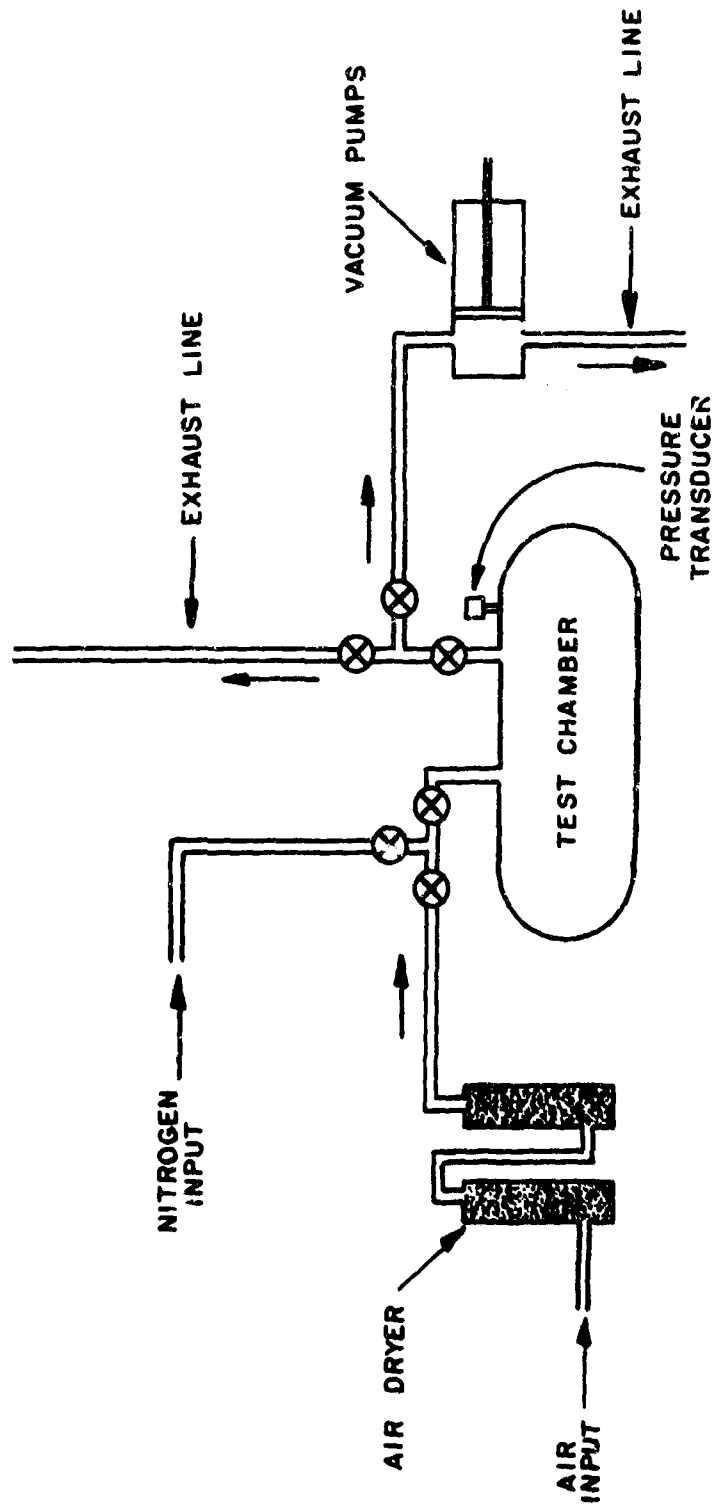 NITROGEN
INPUT
EXHAUST LINE
VACUUM PUMPS
AIR DRYER
AIR
INPUT
TEST CHAMBER
PRESSURE
TRANSDUCER
EXHAUST LINE